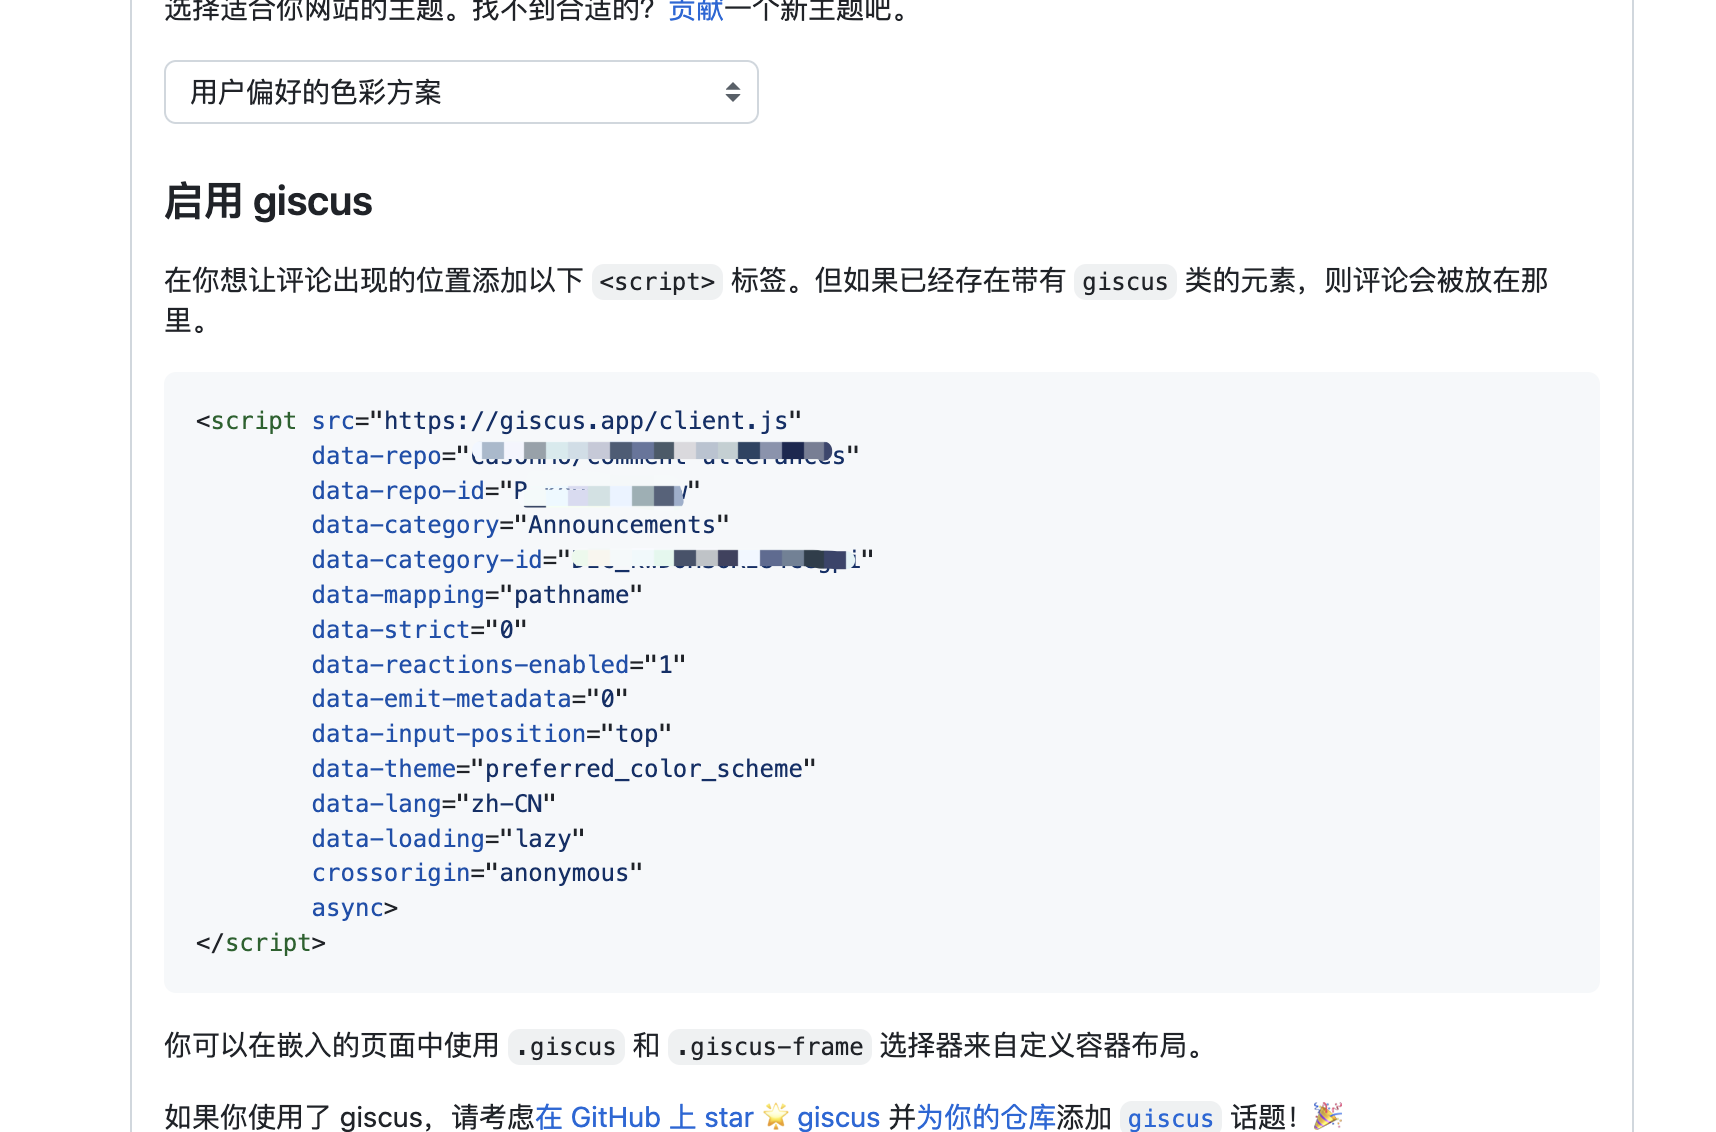 选择适合你网站的主题。找不到合适的？贡献一个新主题吧。
用户偏好的色彩方案
启用 giscus
在你想让评论出现的位置添加以下 <script> 标签。但如果已经存在带有 giscus 类的元素，则评论会被放在那
里。
<script src="https://giscus.app/client.js"
data-repo="
data-repo-id="
data-category="Announcements"
data-category-id="
data-mapping="pathname"
data-strict="0"
data-reactions-enabled="1"
data-emit-metadata="0"
data-input-position="top"
data-theme="preferred_color_scheme"
data-lang="zh-CN"
data-loading="lazy"
crossorigin="anonymous"
async>
</script>
你可以在嵌入的页面中使用 .giscus 和 .giscus-frame 选择器来自定义容器布局。
如果你使用了 giscus，请考虑在 GitHub 上 star 🌟 giscus 并为你的仓库添加 giscus 话题！🎉